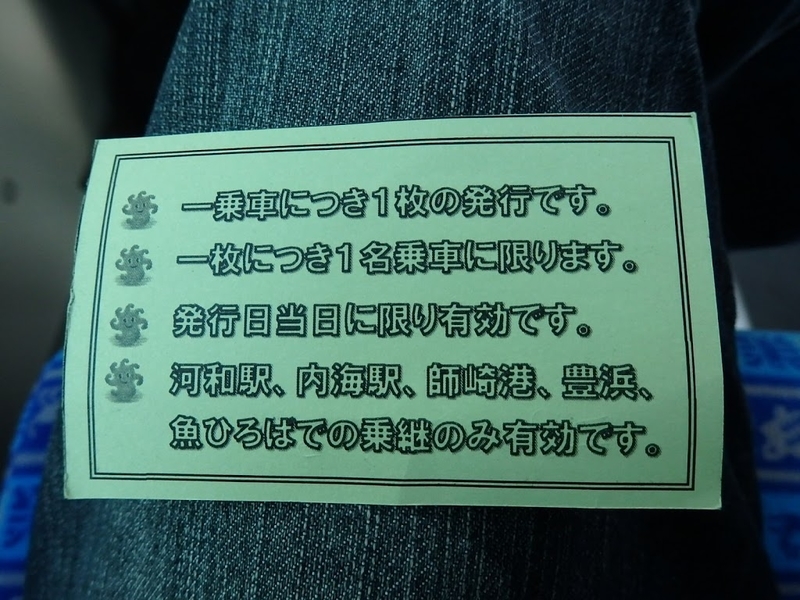 一乗車につき1枚の発行です。
一枚につき1名乗車に限ります。
発行日当日に限り有効です。
河和駅、内海駅、師崎港、豊浜、
魚ひろばでの乗継のみ有効です。